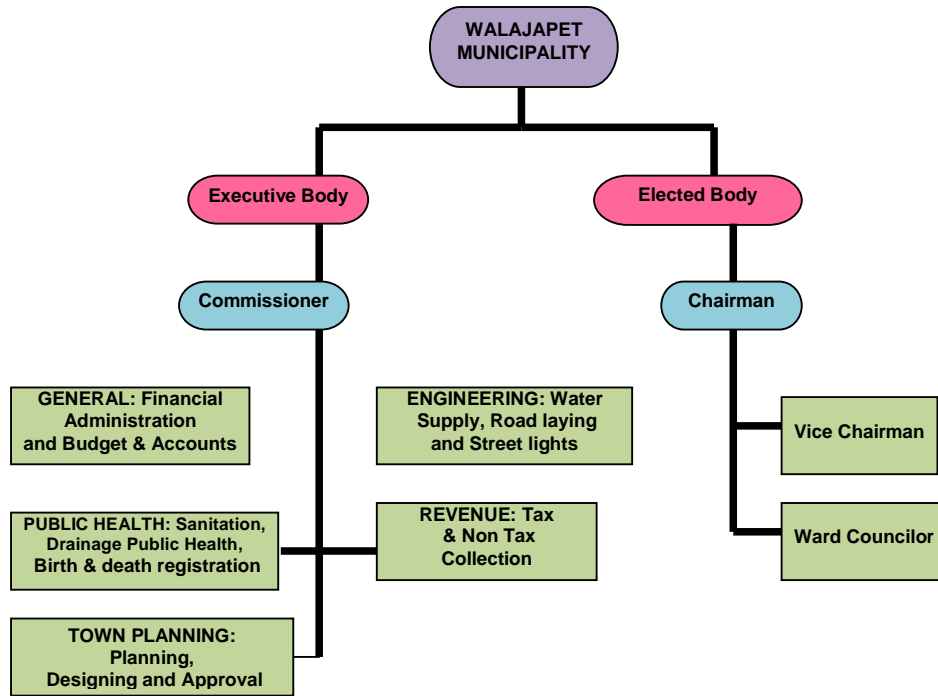 WALAJAPET
MUNICIPALITY
Executive Body
Elected Body
Commissioner
Chairman
GENERAL: Financial
Administration
and Budget & Accounts
ENGINEERING: Water
Supply, Road laying
and Street lights
Vice Chairman
PUBLIC HEALTH: Sanitation,
Drainage Public Health,
Birth & death registration
REVENUE: Tax
& Non Tax
Collection
Ward Councilor
TOWN PLANNING:
Planning,
Designing and Approval